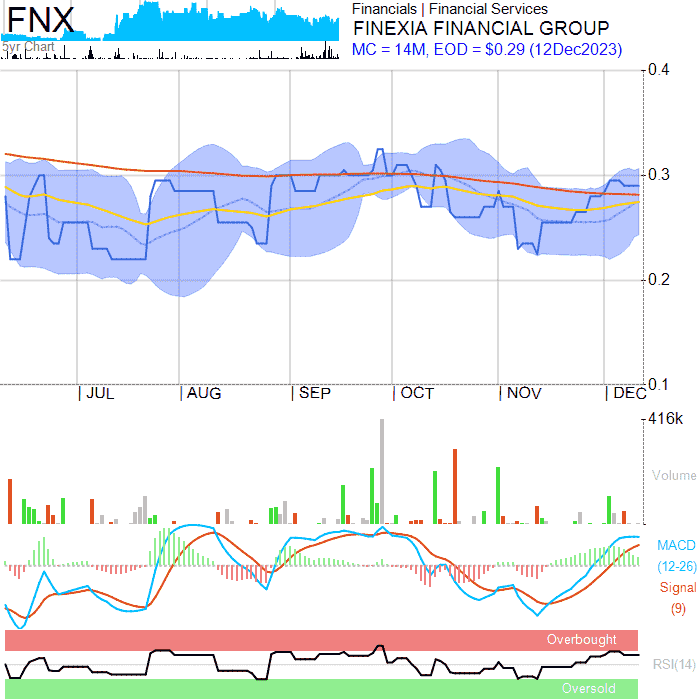 FNX
Financials | Financial Services
FINEXIA FINANCIAL GROUP
MC = 14M, EOD = $0.29 (12Dec2023)
5yr Chart
0.4
0.3
0.2
0.1
| JUL | AUG | SEP | OCT | NOV | DEC
416k
Volume
MACD
(12-26)
Signal
(9)
Overbought
RSI(14)
Oversold